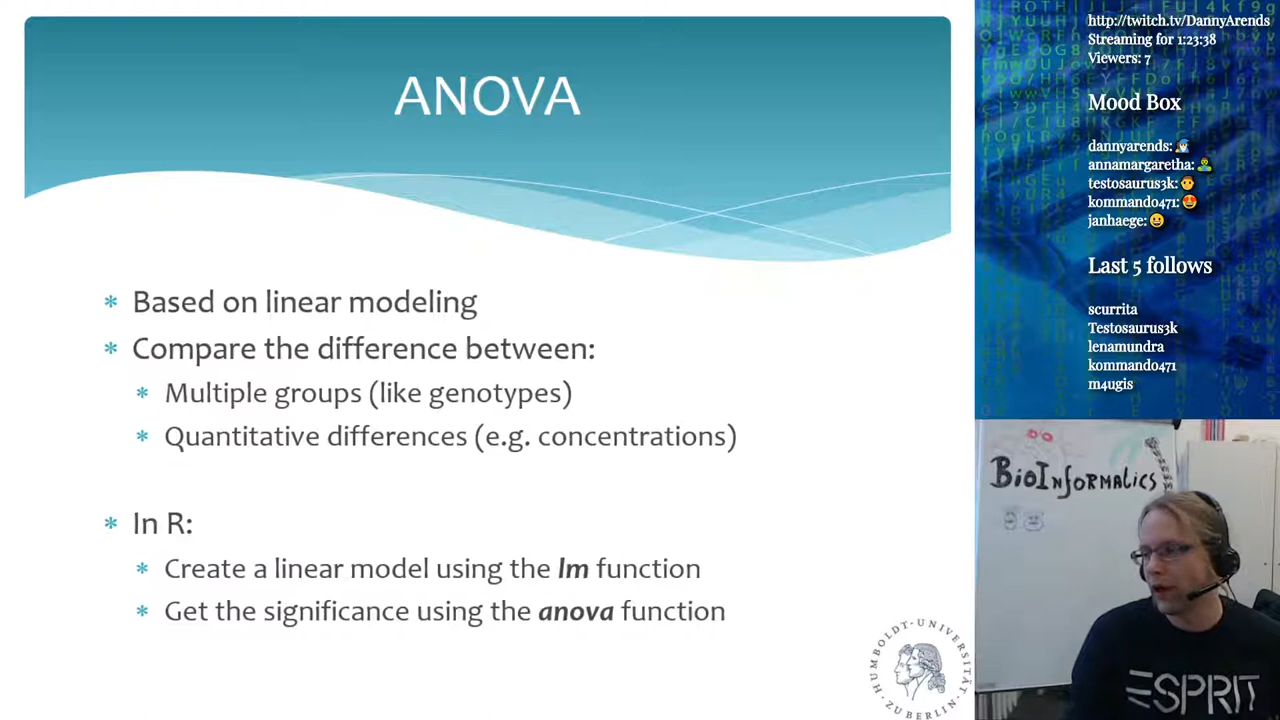 ANOVA
Based on linear modeling
Compare the difference between:
Multiple groups (like genotypes)
Quantitative differences (e.g. concentrations)
In R:
Create a linear model using the lm function
Get the significance using the anova function
HUMBOLDT-UNIVERSITÄT
ZU BERLIN
http://twitch.tv/DannyArends
Streaming for 1:23:38
Viewers: 7
Mood Box
dannyarends:
annamargaretha:
testosaurus3k:
kommando471:
janhaege:
Last 5 follows
scurrita
Testosaurus3k
lenamundra
kommando471
m4ugis
BioInformatics
ESPRIT